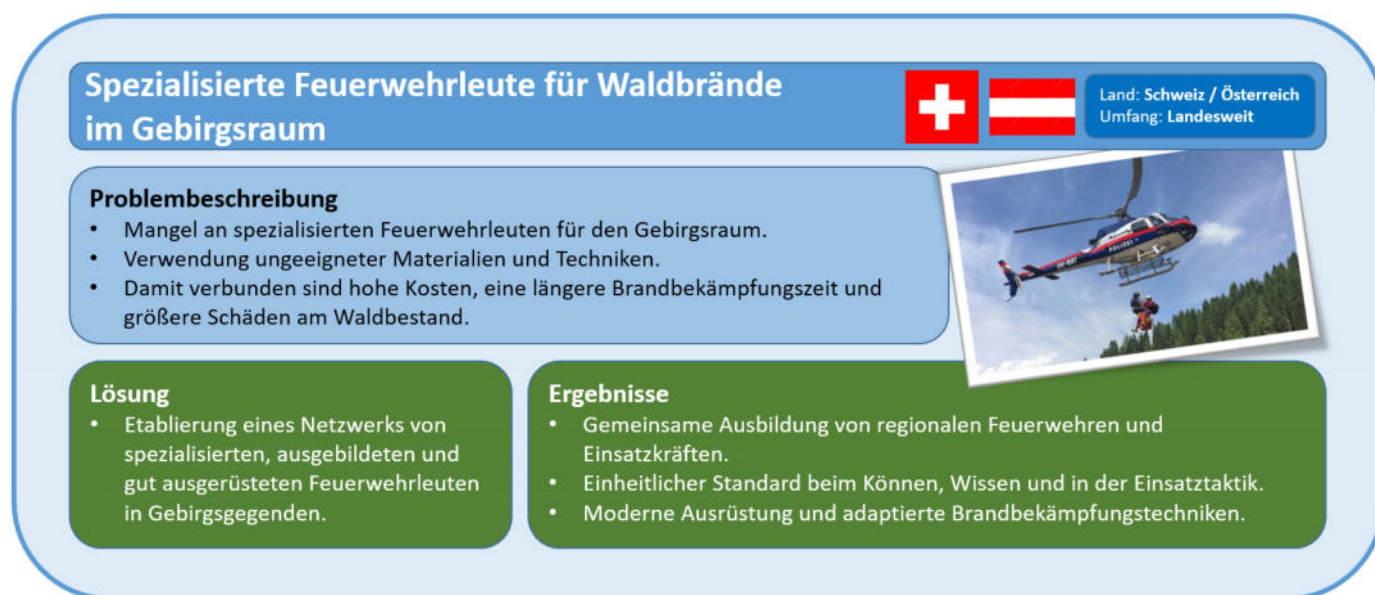 Spezialisierte Feuerwehrleute für Waldbrände
im Gebirgsraum
Land: Schweiz / Österreich
Umfang: Landesweit
Problembeschreibung
• Mangel an spezialisierten Feuerwehrleuten für den Gebirgsraum.
• Verwendung ungeeigneter Materialien und Techniken.
• Damit verbunden sind hohe Kosten, eine längere Brandbekämpfungszeit und
größere Schäden am Waldbestand.
POLIZEI
Lösung
• Etablierung eines Netzwerks von
spezialisierten, ausgebildeten und
gut ausgerüsteten Feuerwehrleuten
in Gebirgsgegenden.
Ergebnisse
• Gemeinsame Ausbildung von regionalen Feuerwehren und
Einsatzkräften.
• Einheitlicher Standard beim Können, Wissen und in der Einsatztaktik.
• Moderne Ausrüstung und adaptierte Brandbekämpfungstechniken.